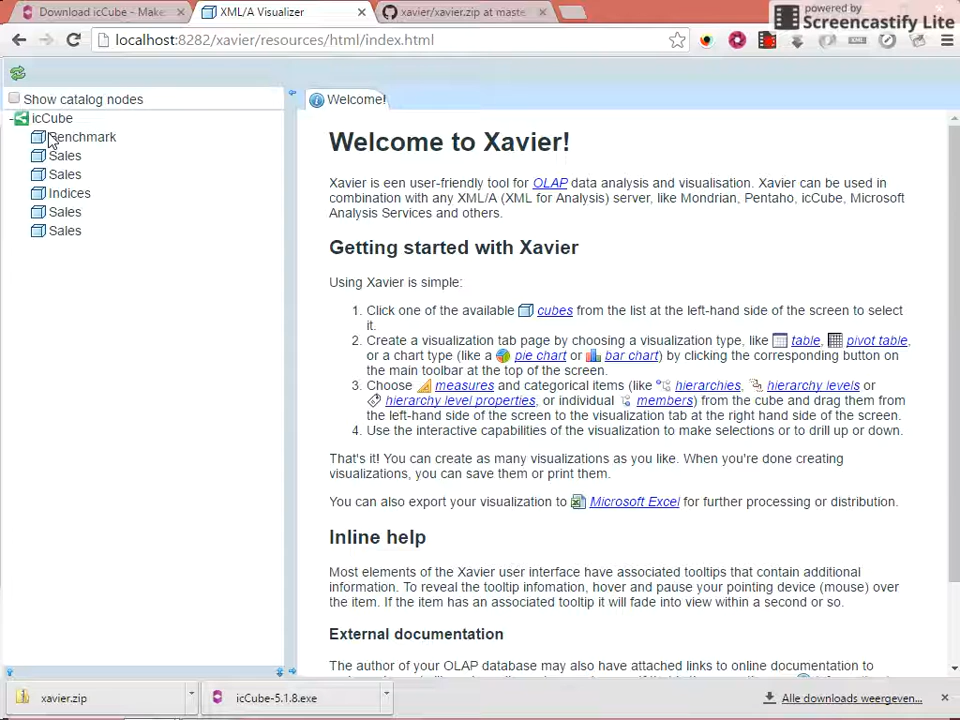 Download icCube - Make
XML/A Visualizer
xavier/xavier.zip at maste
powered by
Screencastify Lite
localhost:8282/xavier/resources/html/index.html
Show catalog nodes
icCube
Benchmark
Sales
Sales
Indices
Sales
Sales
Welcome!
Welcome to Xavier!
Xavier is een user-friendly tool for OLAP data analysis and visualisation. Xavier can be used in
combination with any XML/A (XML for Analysis) server, like Mondrian, Pentaho, icCube, Microsoft
Analysis Services and others.
Getting started with Xavier
Using Xavier is simple:
1. Click one of the available cubes from the list at the left-hand side of the screen to select
it.
2. Create a visualization tab page by choosing a visualization type, like table, pivot table,
or a chart type (like a pie chart or bar chart) by clicking the corresponding button on
the main toolbar at the top of the screen.
3. Choose measures and categorical items (like hierarchies, hierarchy levels or
hierarchy level properties, or individual members) from the cube and drag them from
the left-hand side of the screen to the visualization tab at the right hand side of the screen.
4. Use the interactive capabilities of the visualization to make selections or to drill up or down.
That's it! You can create as many visualizations as you like. When you're done creating
visualizations, you can save them or print them.
You can also export your visualization to Microsoft Excel for further processing or distribution.
Inline help
Most elements of the Xavier user interface have associated tooltips that contain additional
information. To reveal the tooltip infomation, hover and pause your pointing device (mouse) over
the item. If the item has an associated tooltip it will fade into view within a second or so.
External documentation
The author of your OLAP database may also have attached links to online documentation to
xavier.zip
icCube-5.1.8.exe
Alle downloads weergeven...